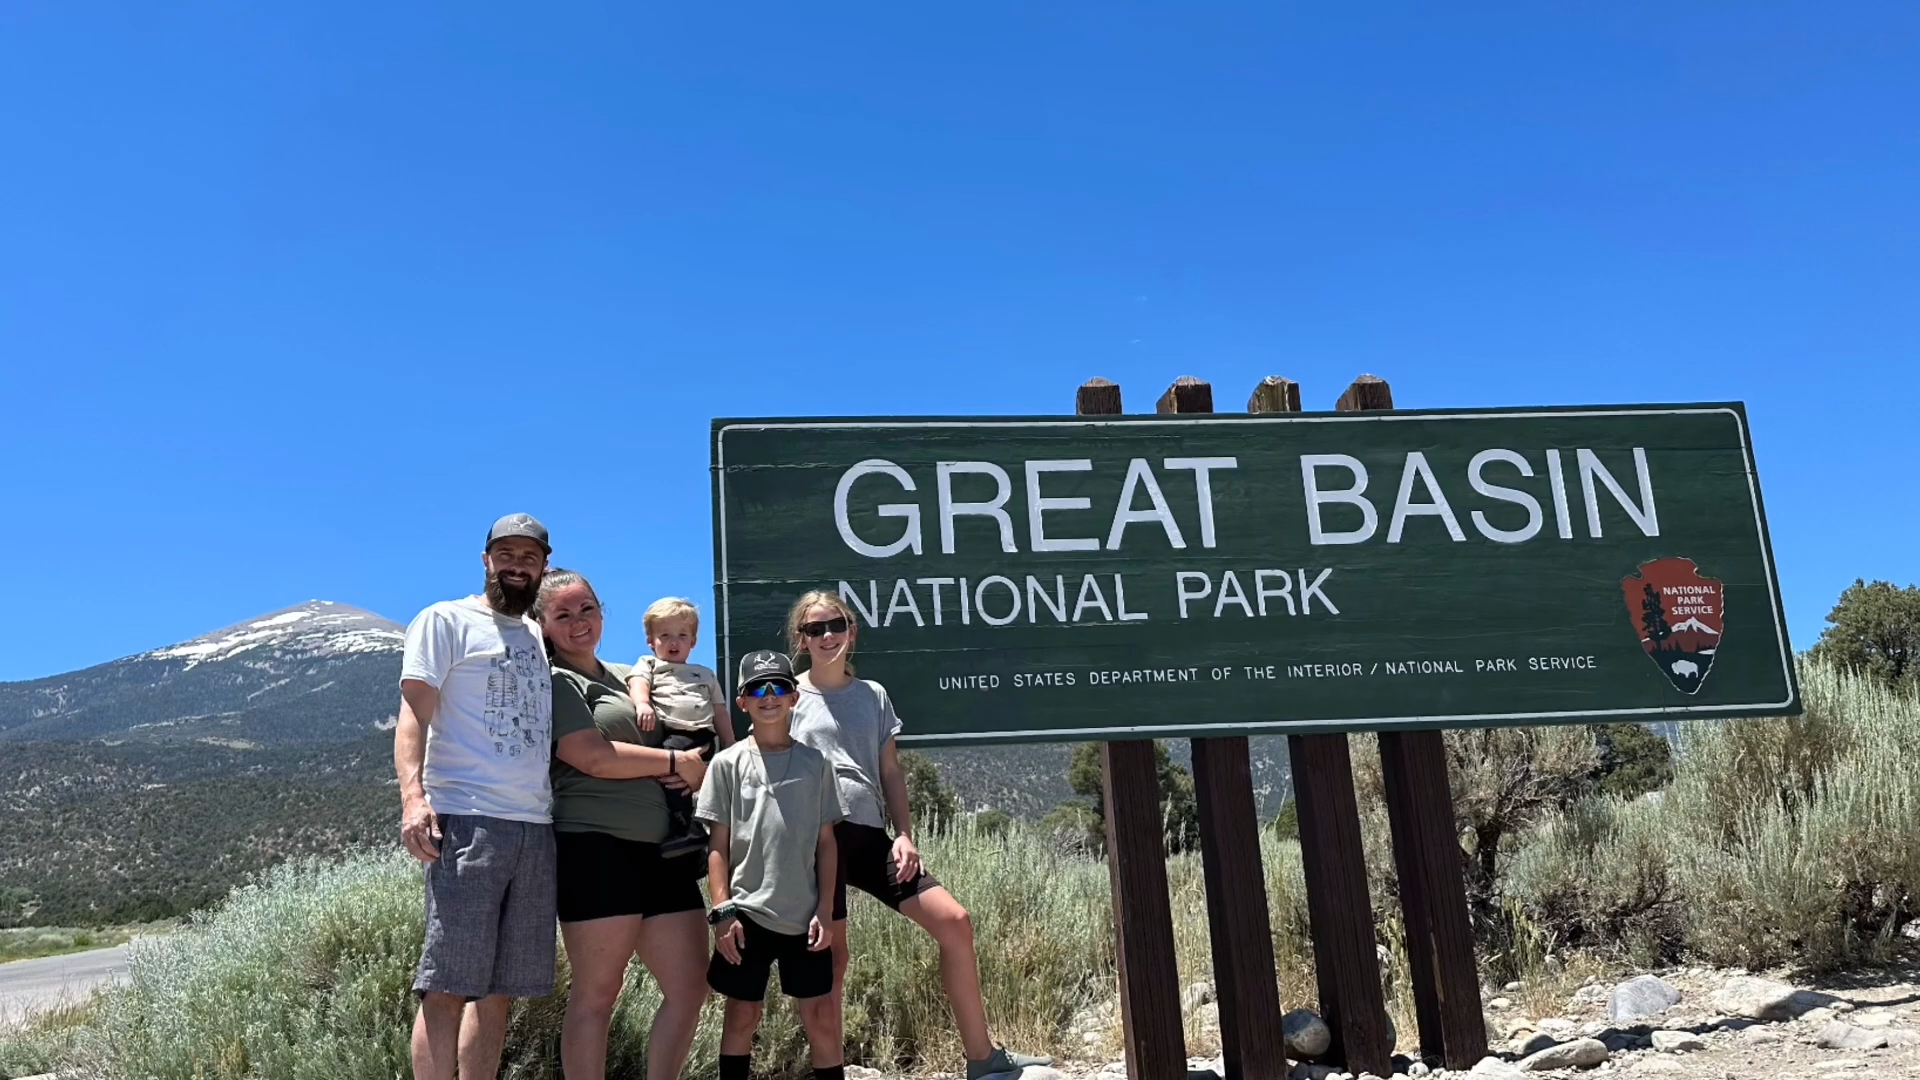 GREAT BASIN
NATIONAL PARK
UNITED STATES DEPARTMENT OF THE INTERIOR / NATIONAL PARK SERVICE
NATIONAL
PARK
SERVICE